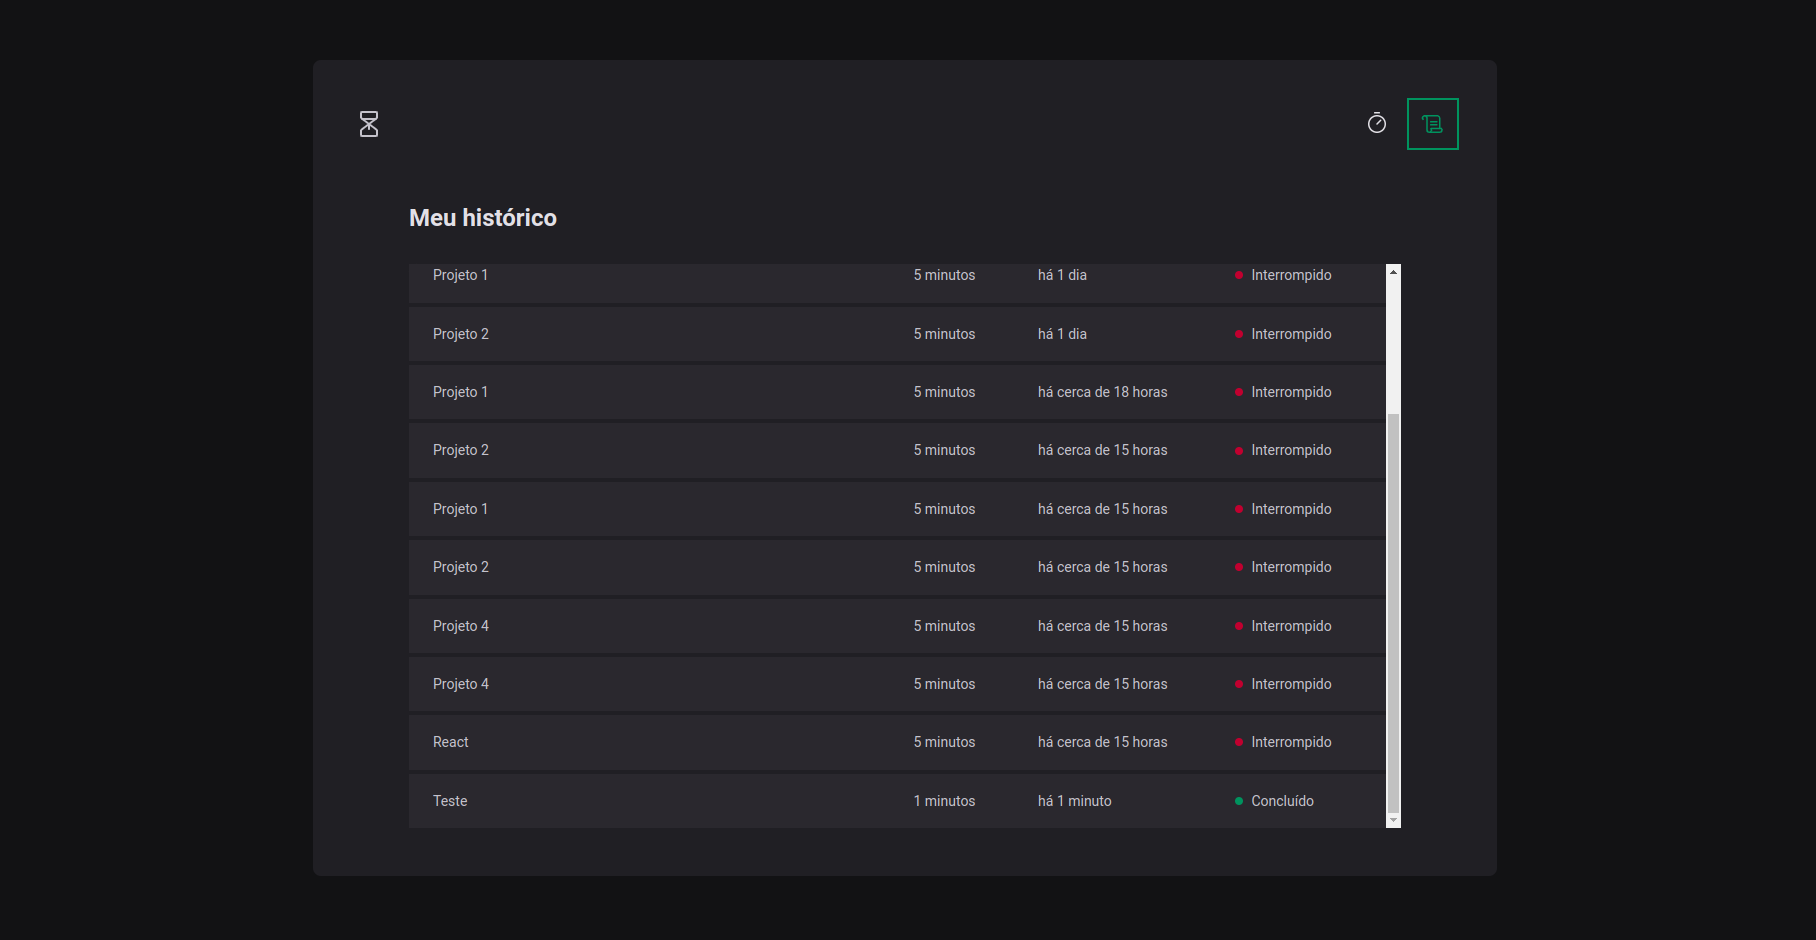 Meu histórico
Projeto 1 5 minutos há 1 dia Interrompido
Projeto 2 5 minutos há 1 dia Interrompido
Projeto 1 5 minutos há cerca de 18 horas Interrompido
Projeto 2 5 minutos há cerca de 15 horas Interrompido
Projeto 1 5 minutos há cerca de 15 horas Interrompido
Projeto 2 5 minutos há cerca de 15 horas Interrompido
Projeto 4 5 minutos há cerca de 15 horas Interrompido
Projeto 4 5 minutos há cerca de 15 horas Interrompido
React 5 minutos há cerca de 15 horas Interrompido
Teste 1 minutos há 1 minuto Concluído